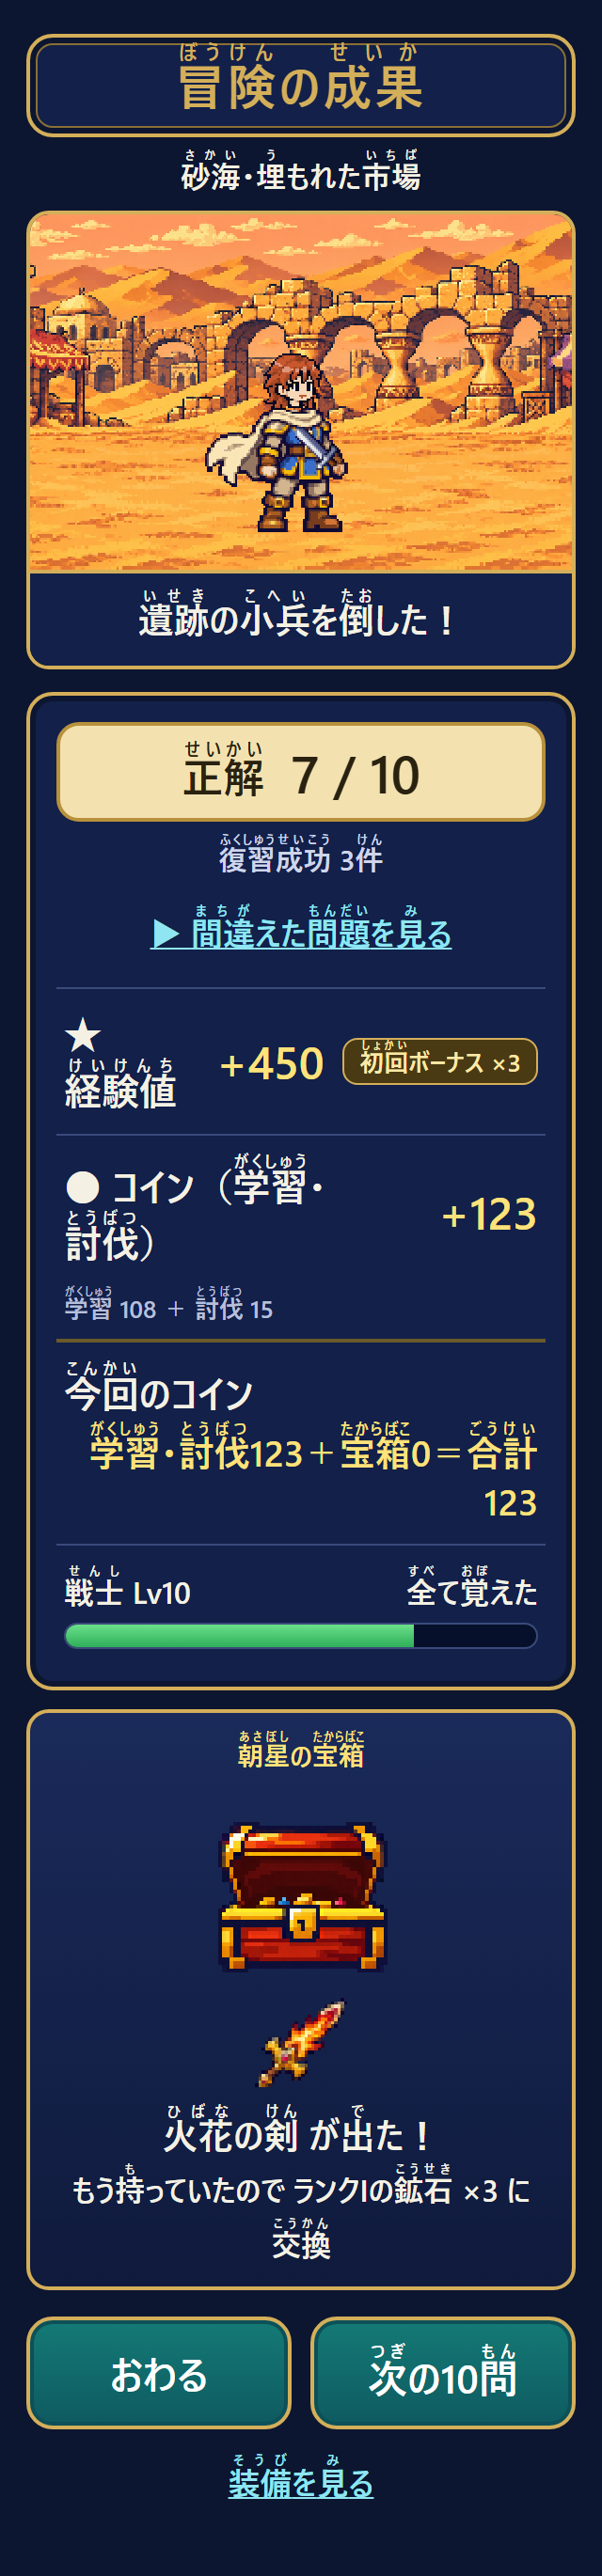 冒険の成果
砂海・埋もれた市場
遺跡の小兵を倒した！
正解 7 / 10
復習成功 3件
▶ 間違えた問題を見る
★
経験値 +450 初回ボーナス ×3
● コイン（学習・
討伐） +123
学習 108 ＋ 討伐 15
今回のコイン
学習・討伐123＋宝箱0＝合計
123
戦士 Lv10 全て覚えた
朝星の宝箱
火花の剣 が出た！
もう持っていたので ランクIの鉱石 ×3 に
交換
おわる 次の10問
装備を見る